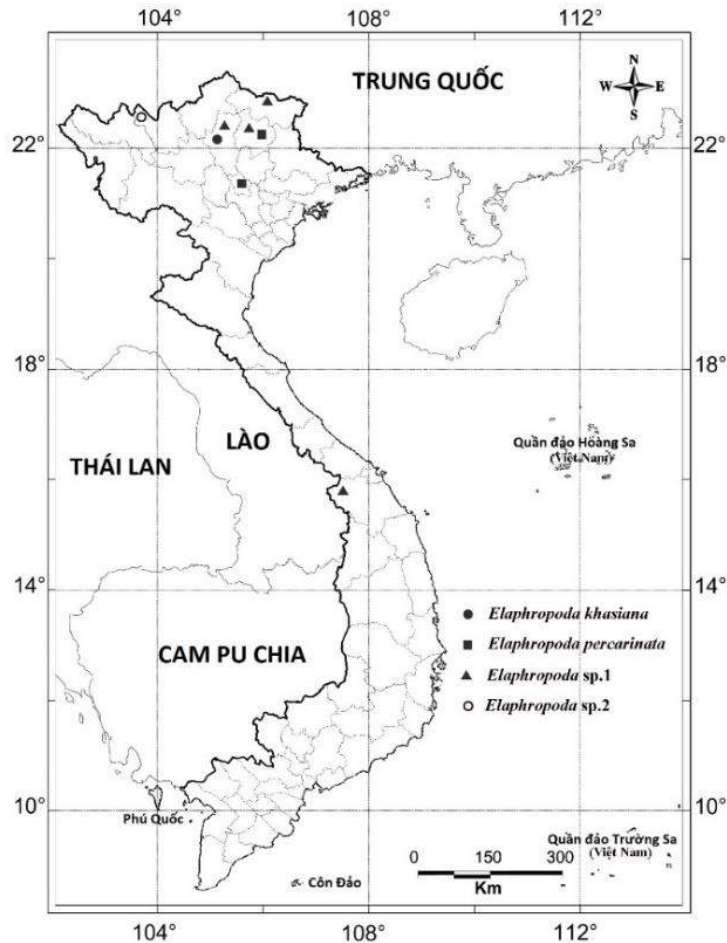 104°
108°
112°
TRUNG QUỐC
N
W
E
S
22°
22°
18°
18°
LÀO
THÁI LAN
Quần đảo Hoàng Sa
(Việt Nam)
14°
14°
Elaphropoda khasiana
Elaphropoda percarinata
Elaphropoda sp.1
Elaphropoda sp.2
CAM PU CHIA
10°
10°
Phú Quốc
Côn Đảo
0 150 300
Km
Quần đảo Trường Sa
(Việt Nam)
104°
108°
112°